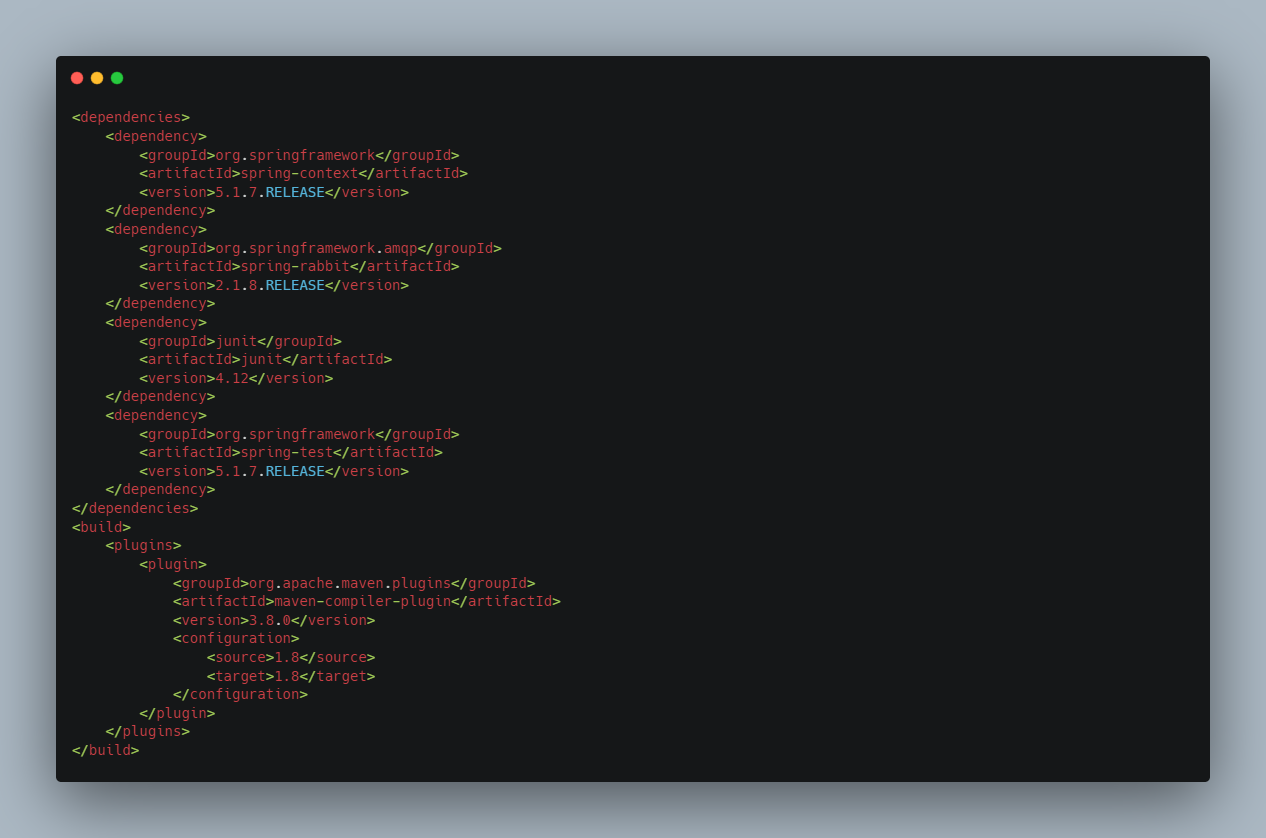 <dependencies>
    <dependency>
        <groupId>org.springframework</groupId>
        <artifactId>spring-context</artifactId>
        <version>5.1.7.RELEASE</version>
    </dependency>
    <dependency>
        <groupId>org.springframework.amqp</groupId>
        <artifactId>spring-rabbit</artifactId>
        <version>2.1.8.RELEASE</version>
    </dependency>
    <dependency>
        <groupId>junit</groupId>
        <artifactId>junit</artifactId>
        <version>4.12</version>
    </dependency>
    <dependency>
        <groupId>org.springframework</groupId>
        <artifactId>spring-test</artifactId>
        <version>5.1.7.RELEASE</version>
    </dependency>
</dependencies>
<build>
    <plugins>
        <plugin>
            <groupId>org.apache.maven.plugins</groupId>
            <artifactId>maven-compiler-plugin</artifactId>
            <version>3.8.0</version>
            <configuration>
                <source>1.8</source>
                <target>1.8</target>
            </configuration>
        </plugin>
    </plugins>
</build>